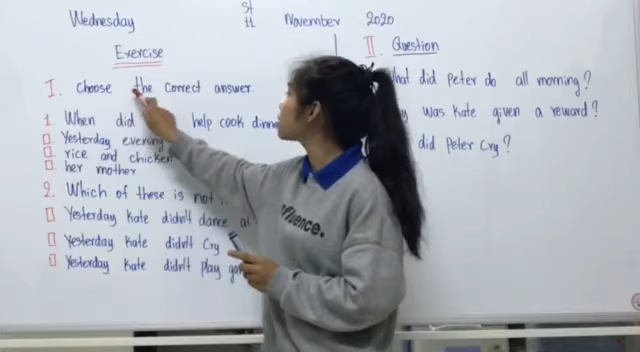 Wednesday 11 st November 2020
Exercise
I. Choose the correct answer.
1. When did help cook
Yesterday evening
rice and chicken
her mother
2. Which of these is not
Yesterday Kate didn't dance
Yesterday Kate didn't cry
Yesterday Kate didn't play
II. Question
did Peter do all morning?
was Kate given a reward?
did Peter Cry?
nfluence.